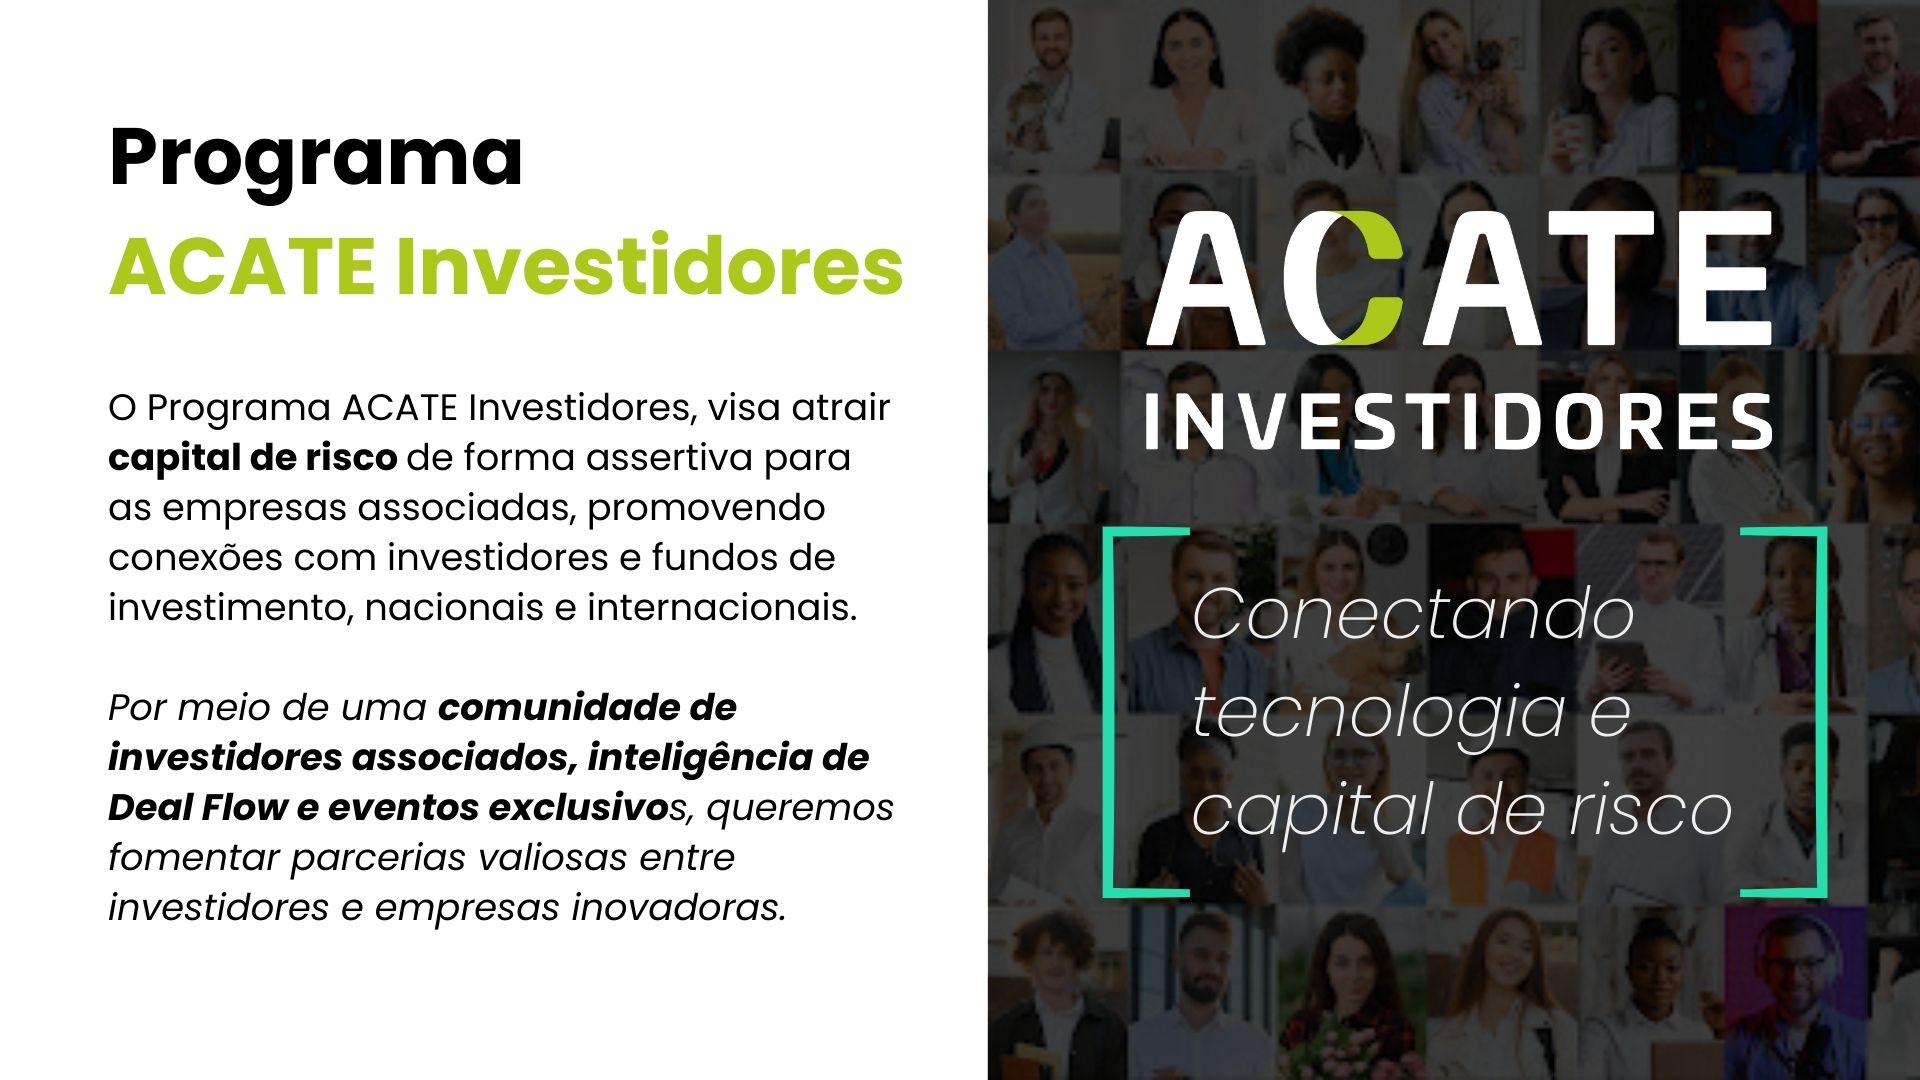 Programa
ACATE Investidores
O Programa ACATE Investidores, visa atrair
capital de risco de forma assertiva para
as empresas associadas, promovendo
conexões com investidores e fundos de
investimento, nacionais e internacionais.
Por meio de uma comunidade de
investidores associados, inteligência de
Deal Flow e eventos exclusivos, queremos
fomentar parcerias valiosas entre
investidores e empresas inovadoras.
ACATE
INVESTIDORES
Conectando
tecnologia e
capital de risco